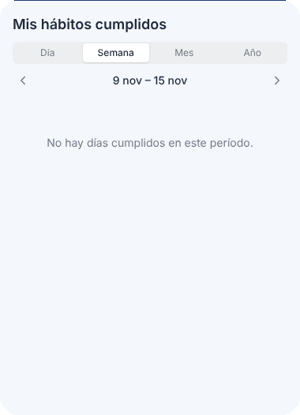 Mis hábitos cumplidos
Día Semana Mes Año
9 nov – 15 nov
No hay días cumplidos en este período.